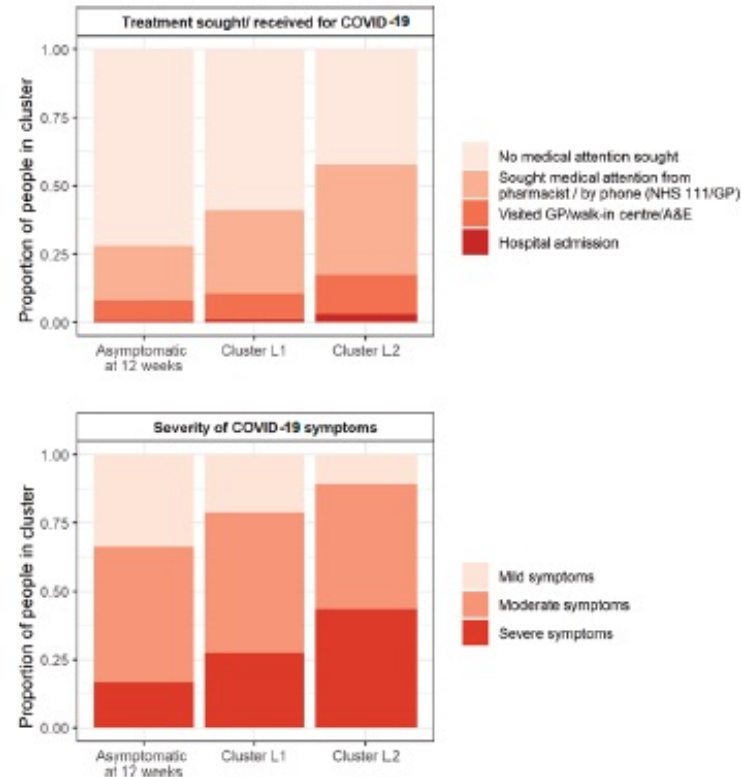 Treatment sought/ received for COVID-19
Proportion of people in cluster
1.00
0.75
0.50
0.25
0.00
Asymptomatic
at 12 weeks
Cluster L1
Cluster L2
No medical attention sought
Sought medical attention from
pharmacist / by phone (NHS 111/GP)
Visited GP/walk-in centre/A&E
Hospital admission
Severity of COVID-19 symptoms
Proportion of people in cluster
1.00
0.75
0.50
0.25
0.00
Asymptomatic
at 12 weeks
Cluster L1
Cluster L2
Mild symptoms
Moderate symptoms
Severe symptoms